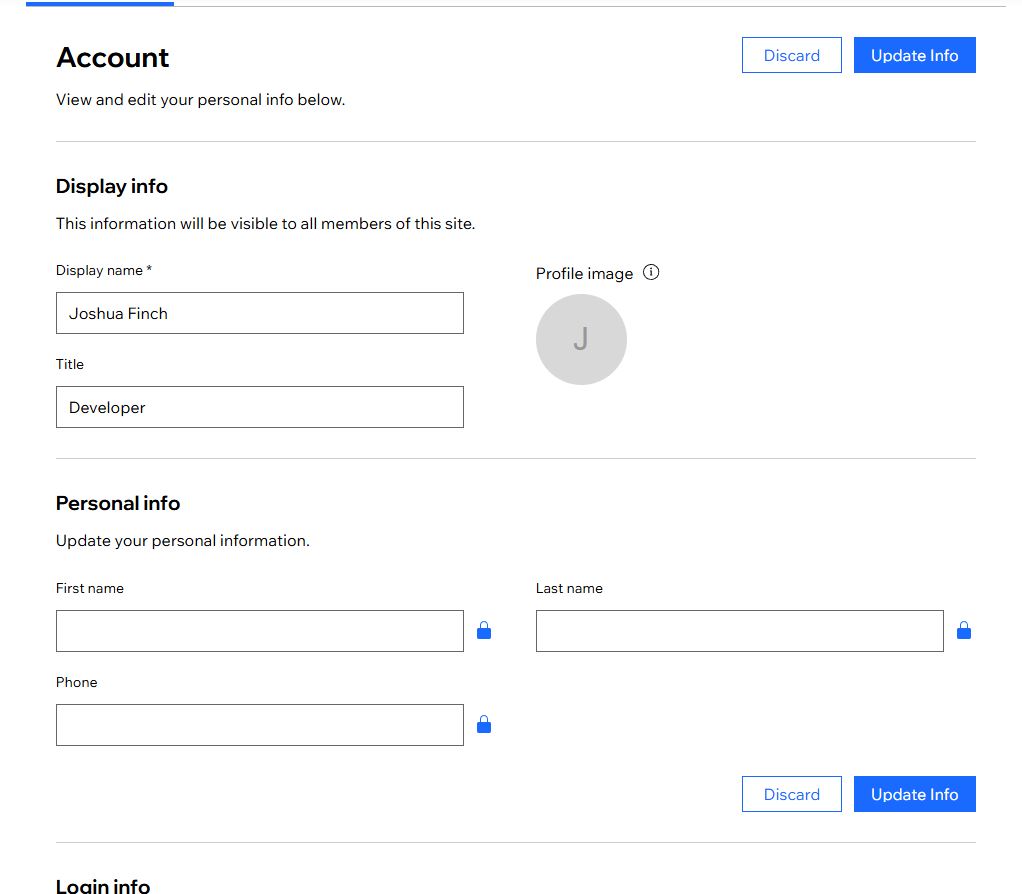 Account
Discard
Update Info
View and edit your personal info below.
Display info
This information will be visible to all members of this site.
Display name *
Profile image
Joshua Finch
J
Title
Developer
Personal info
Update your personal information.
First name
Last name
Phone
Discard
Update Info
Login info